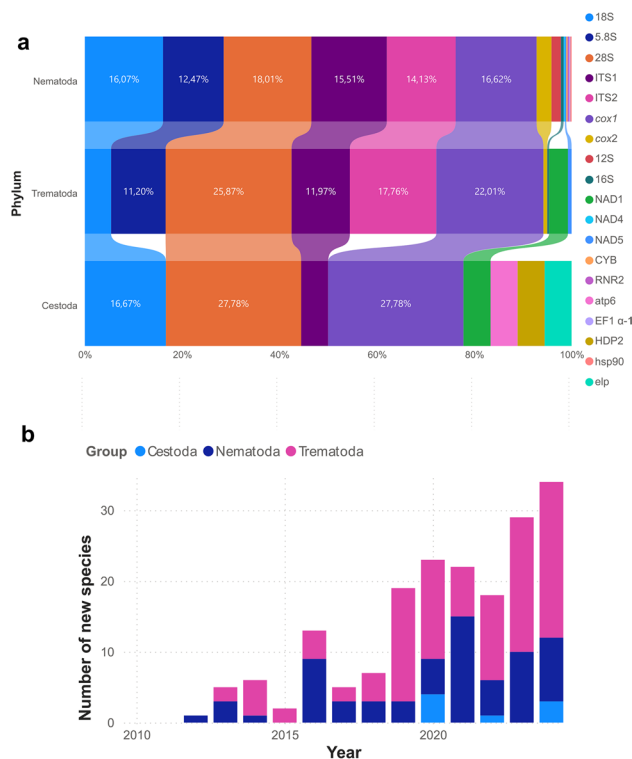 a
Phylum
Nematoda
16,07%
12,47%
18,01%
15,51%
14,13%
16,62%
Trematoda
11,20%
25,87%
11,97%
17,76%
22,01%
Cestoda
16,67%
27,78%
27,78%
0%
20%
40%
60%
80%
100%
18S
5.8S
28S
ITS1
ITS2
cox1
cox2
12S
16S
NAD1
NAD4
NAD5
CYB
RNR2
atp6
EF1 α-1
HDP2
hsp90
elp
b
Group Cestoda Nematoda Trematoda
Number of new species
30
20
10
0
2010
2015
2020
Year